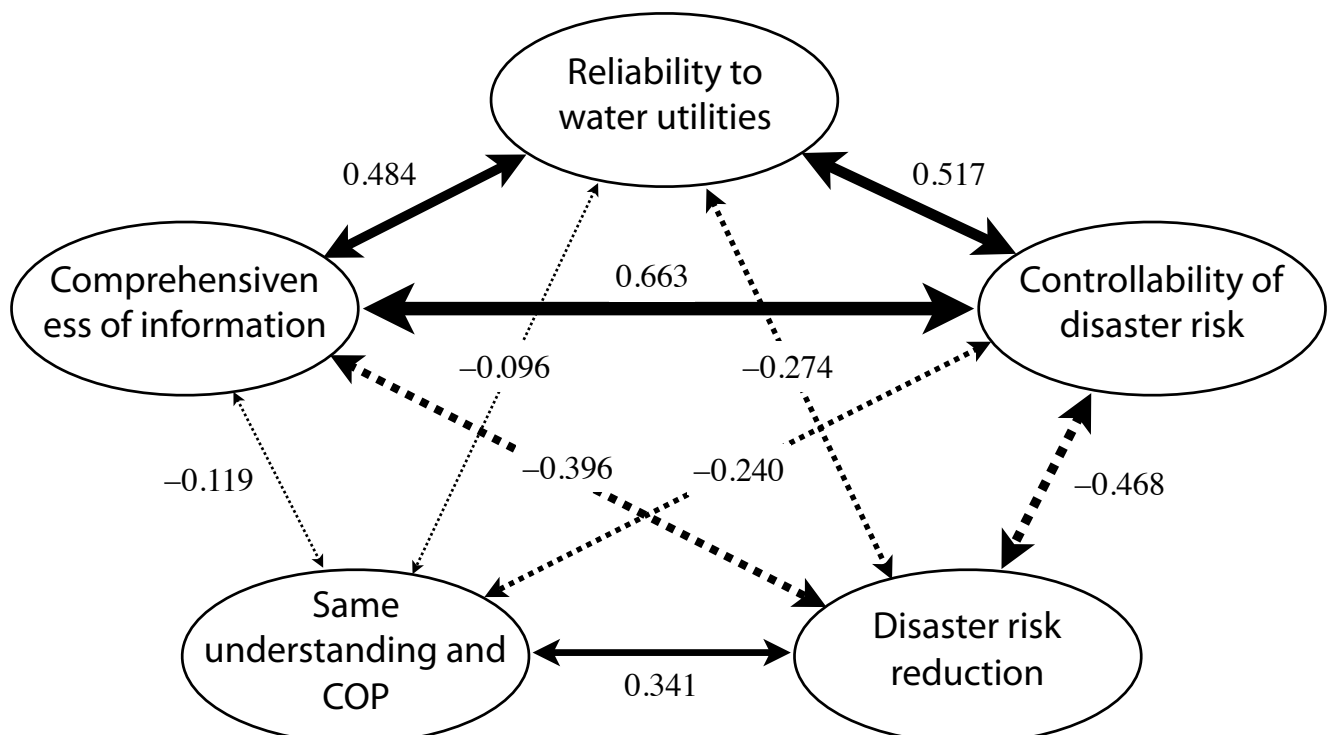 Reliability to
water utilities
0.484
0.517
Comprehensiven
ess of information
0.663
Controllability of
disaster risk
–0.096
–0.274
–0.119
–0.396
–0.240
–0.468
Same
understanding and
COP
0.341
Disaster risk
reduction